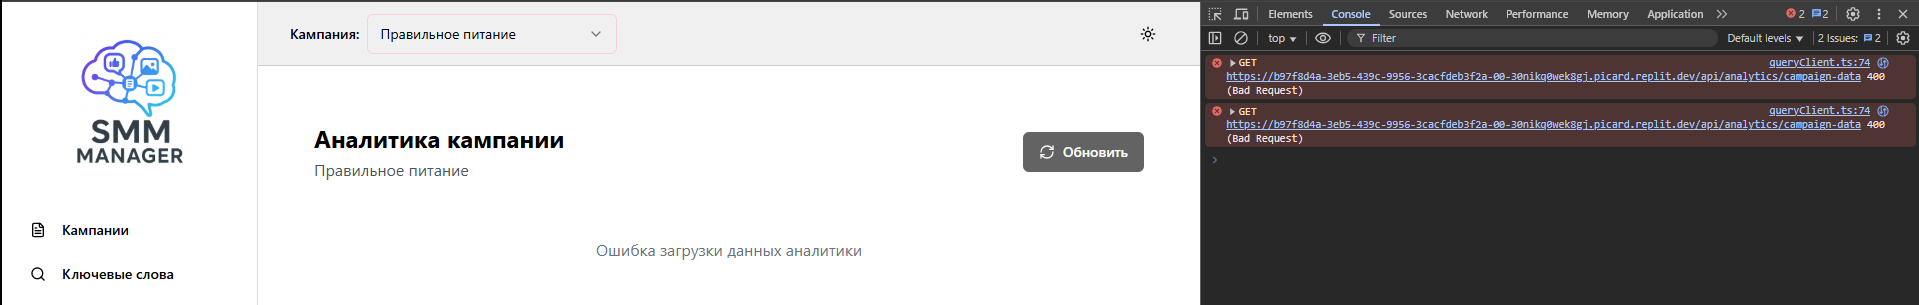 SMM
MANAGER
Кампании
Ключевые слова
Кампания: Правильное питание
Аналитика кампании
Правильное питание
Обновить
Ошибка загрузки данных аналитики
Elements Console Sources Network Performance Memory Application 2 2
top Filter Default levels 2 Issues: 2
GET queryClient.ts:74
https://b97f8d4a-3eb5-439c-9956-3cacfdeb3f2a-00-30nikq0wek8gj.picard.replit.dev/api/analytics/campaign-data 400
(Bad Request)
GET queryClient.ts:74
https://b97f8d4a-3eb5-439c-9956-3cacfdeb3f2a-00-30nikq0wek8gj.picard.replit.dev/api/analytics/campaign-data 400
(Bad Request)